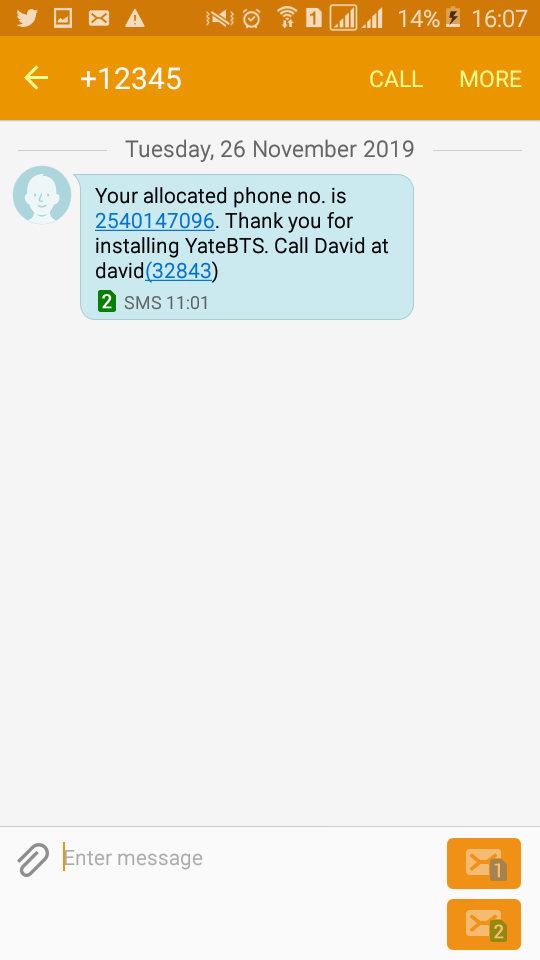 14% 16:07
+12345 CALL MORE
Tuesday, 26 November 2019
Your allocated phone no. is
2540147096. Thank you for
installing YateBTS. Call David at
david(32843)
2 SMS 11:01
Enter message
1
2